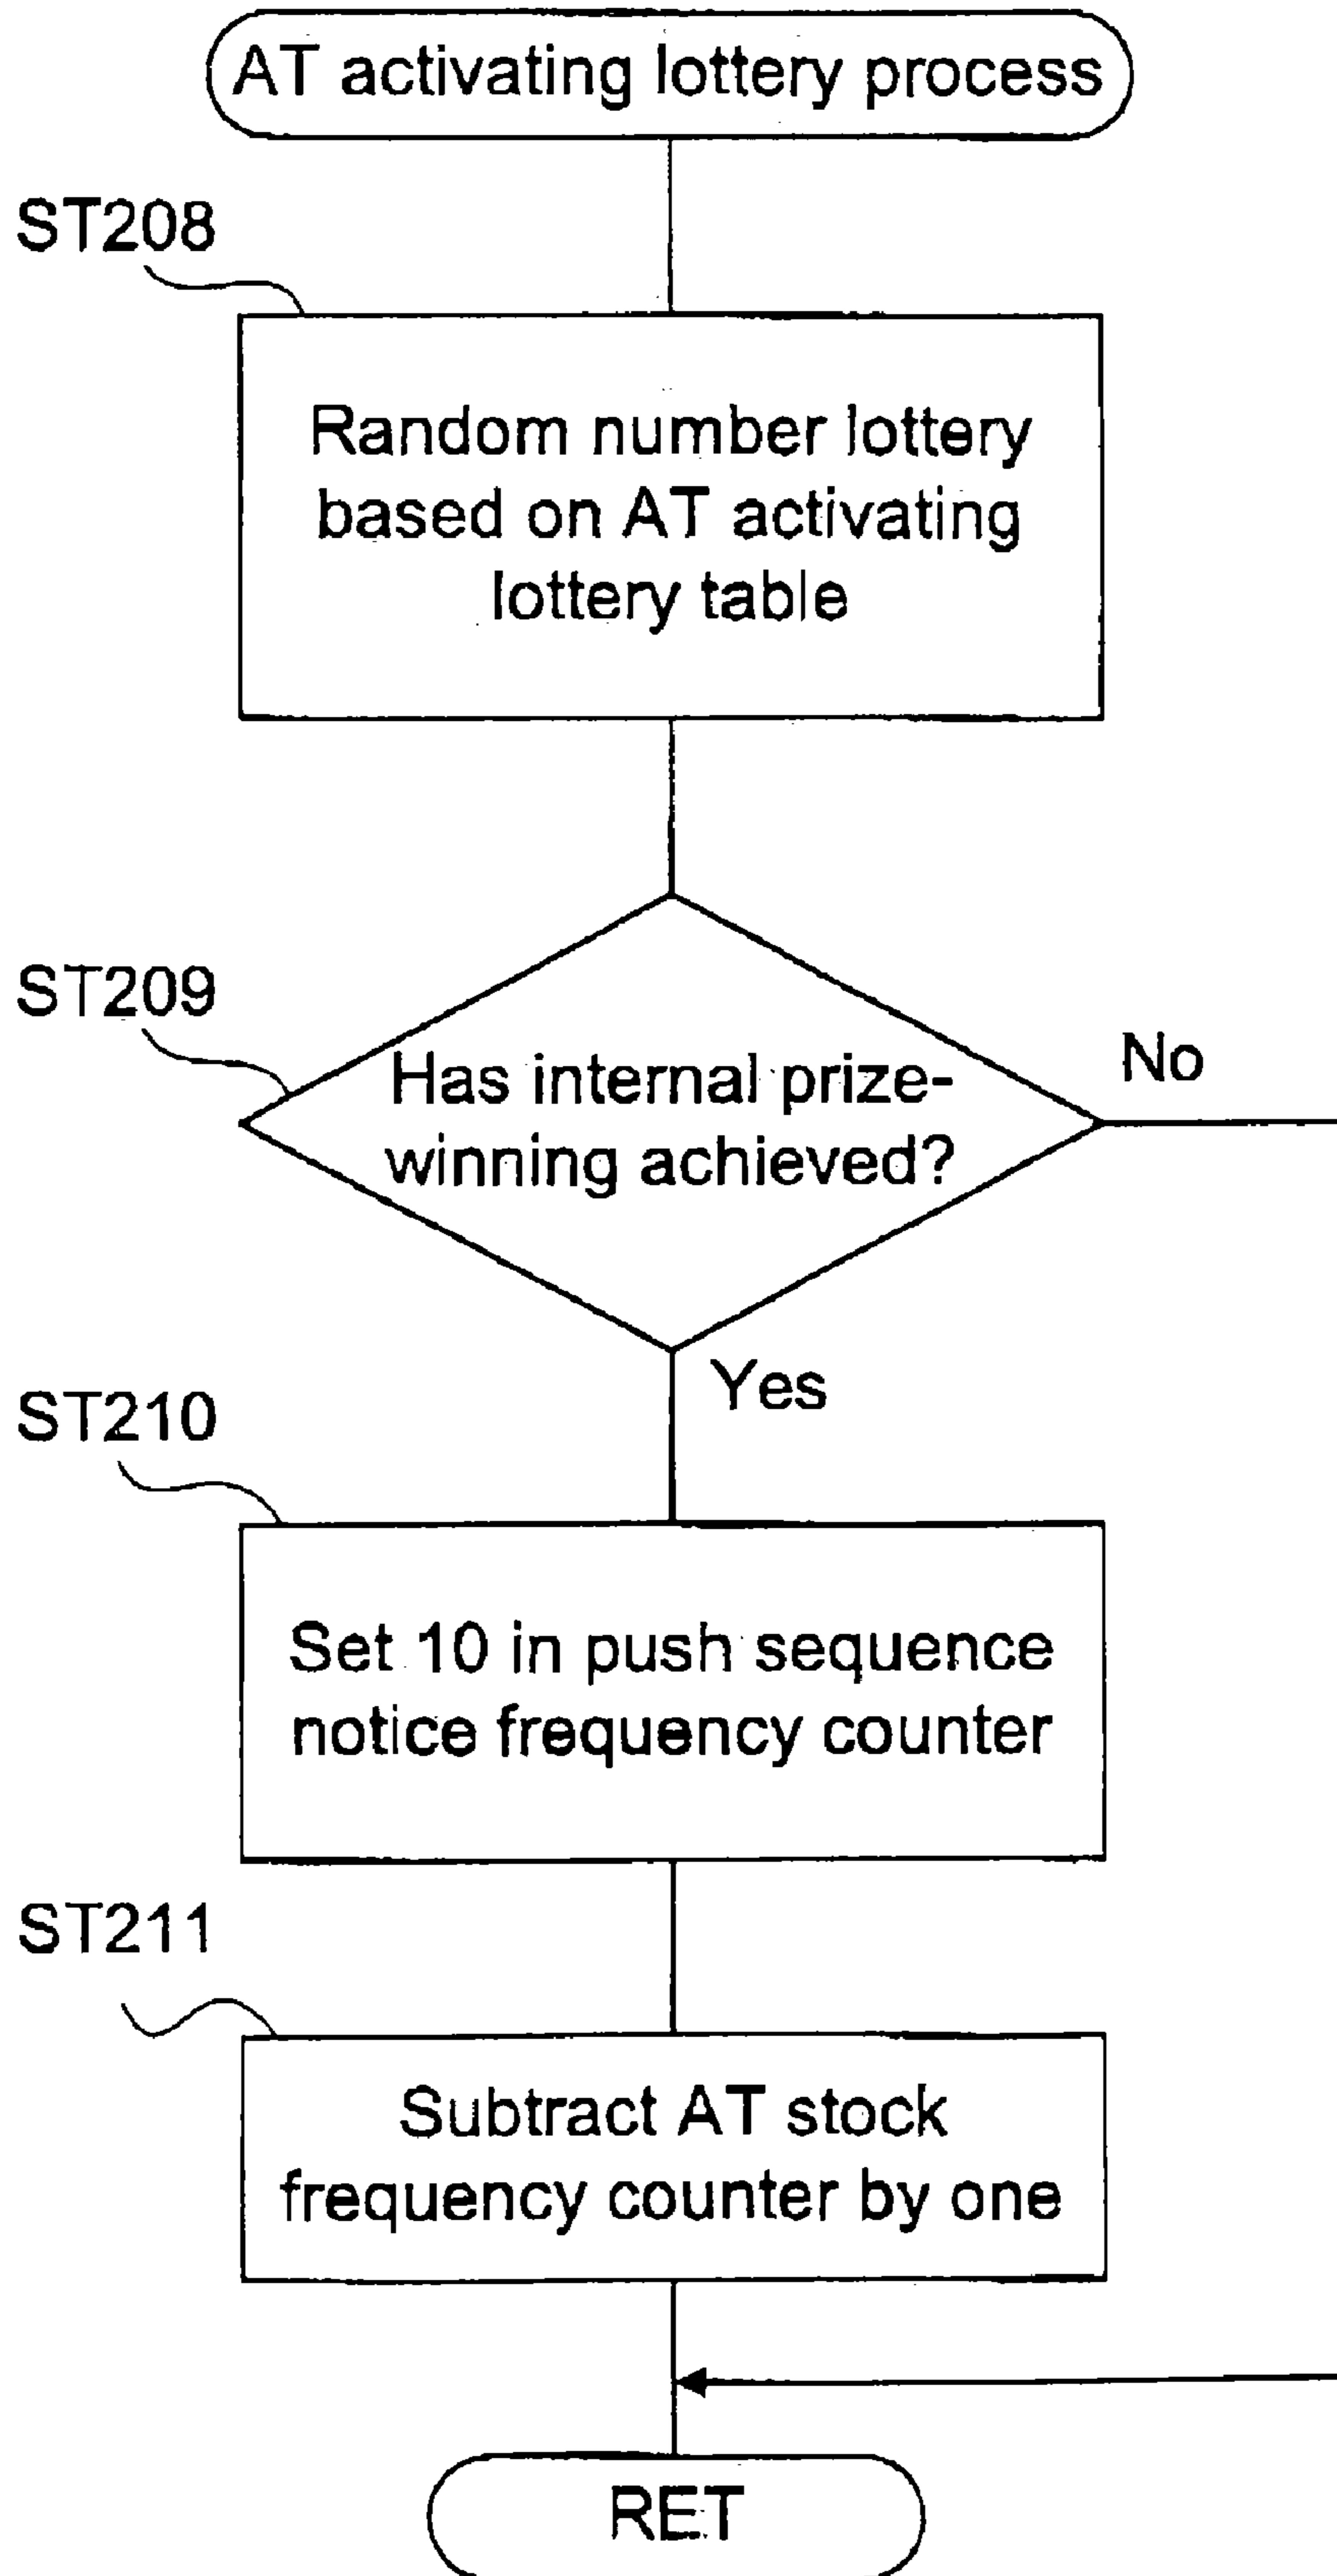 AT activating lottery process
ST208
Random number lottery
based on AT activating
lottery table
ST209
Has internal prize-
winning achieved?
No
Yes
ST210
Set 10 in push sequence
notice frequency counter
ST211
Subtract AT stock
frequency counter by one
RET